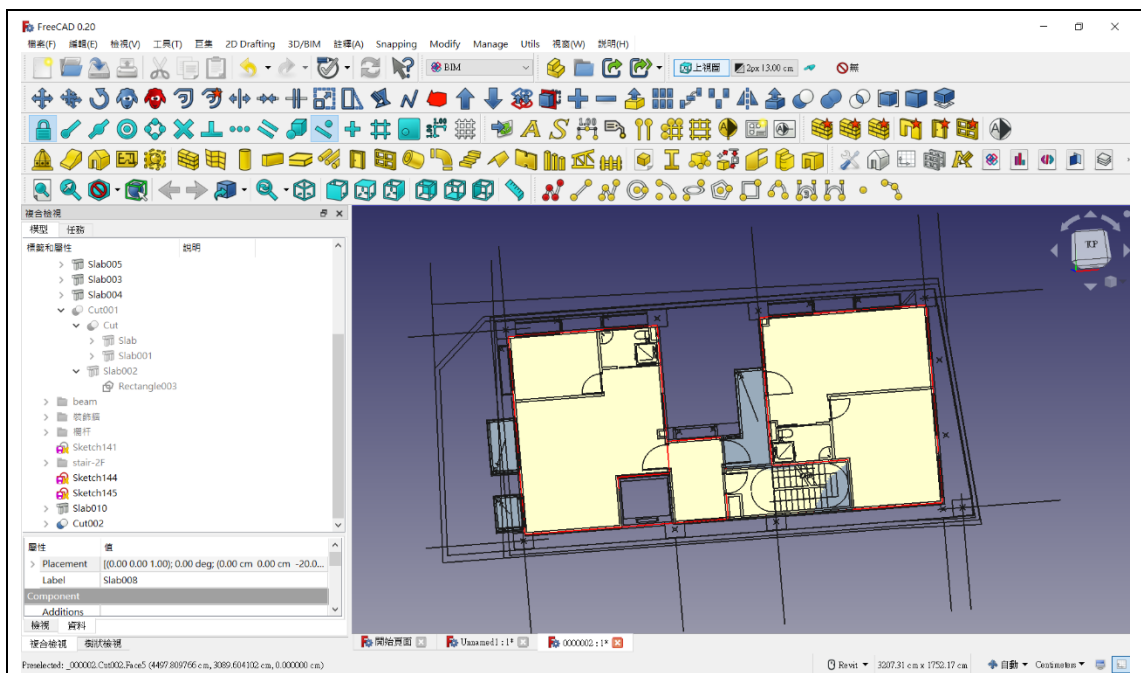 FreeCAD 0.20
檔案(F) 編輯(E) 檢視(V) 工具(T) 巨集 2D Drafting 3D/BIM 註釋(A) Snapping Modify Manage Utils 視窗(W) 説明(H)
BIM 上視圖 2px | 3.00 cm 無
複合檢視
模型 任務
標籤和屬性 説明
Slab005
Slab003
Slab004
Cut001
Cut
Slab
Slab001
Slab002
Rectangle003
beam
裝飾牆
欄杆
Sketch141
stair-2F
Sketch144
Sketch145
Slab010
Cut002
TOP
屬性 值
Placement [(0.00 0.00 1.00); 0.00 deg; (0.00 cm 0.00 cm -20.0...
Label Slab008
Component
Additions
檢視 資料
複合檢視 樹狀檢視
開始頁面 Unnamed1 : 1* 0000002 : 1*
Preselected: _000002.Cut002.Face5 (4497.809766 cm, 3089.604102 cm, 0.000000 cm)
Revit 3207.31 cm x 1752.17 cm 自動 Centimeters